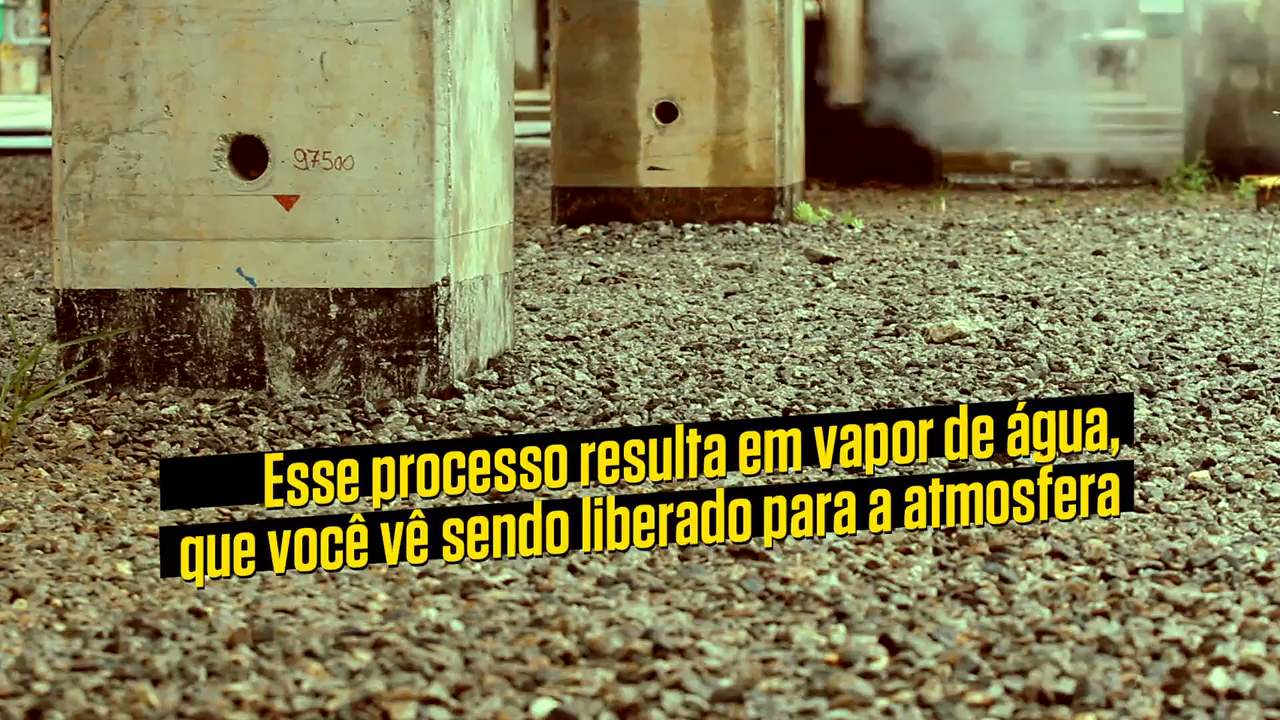 97500
Esse processo resulta em vapor de água,
que você vê sendo liberado para a atmosfera